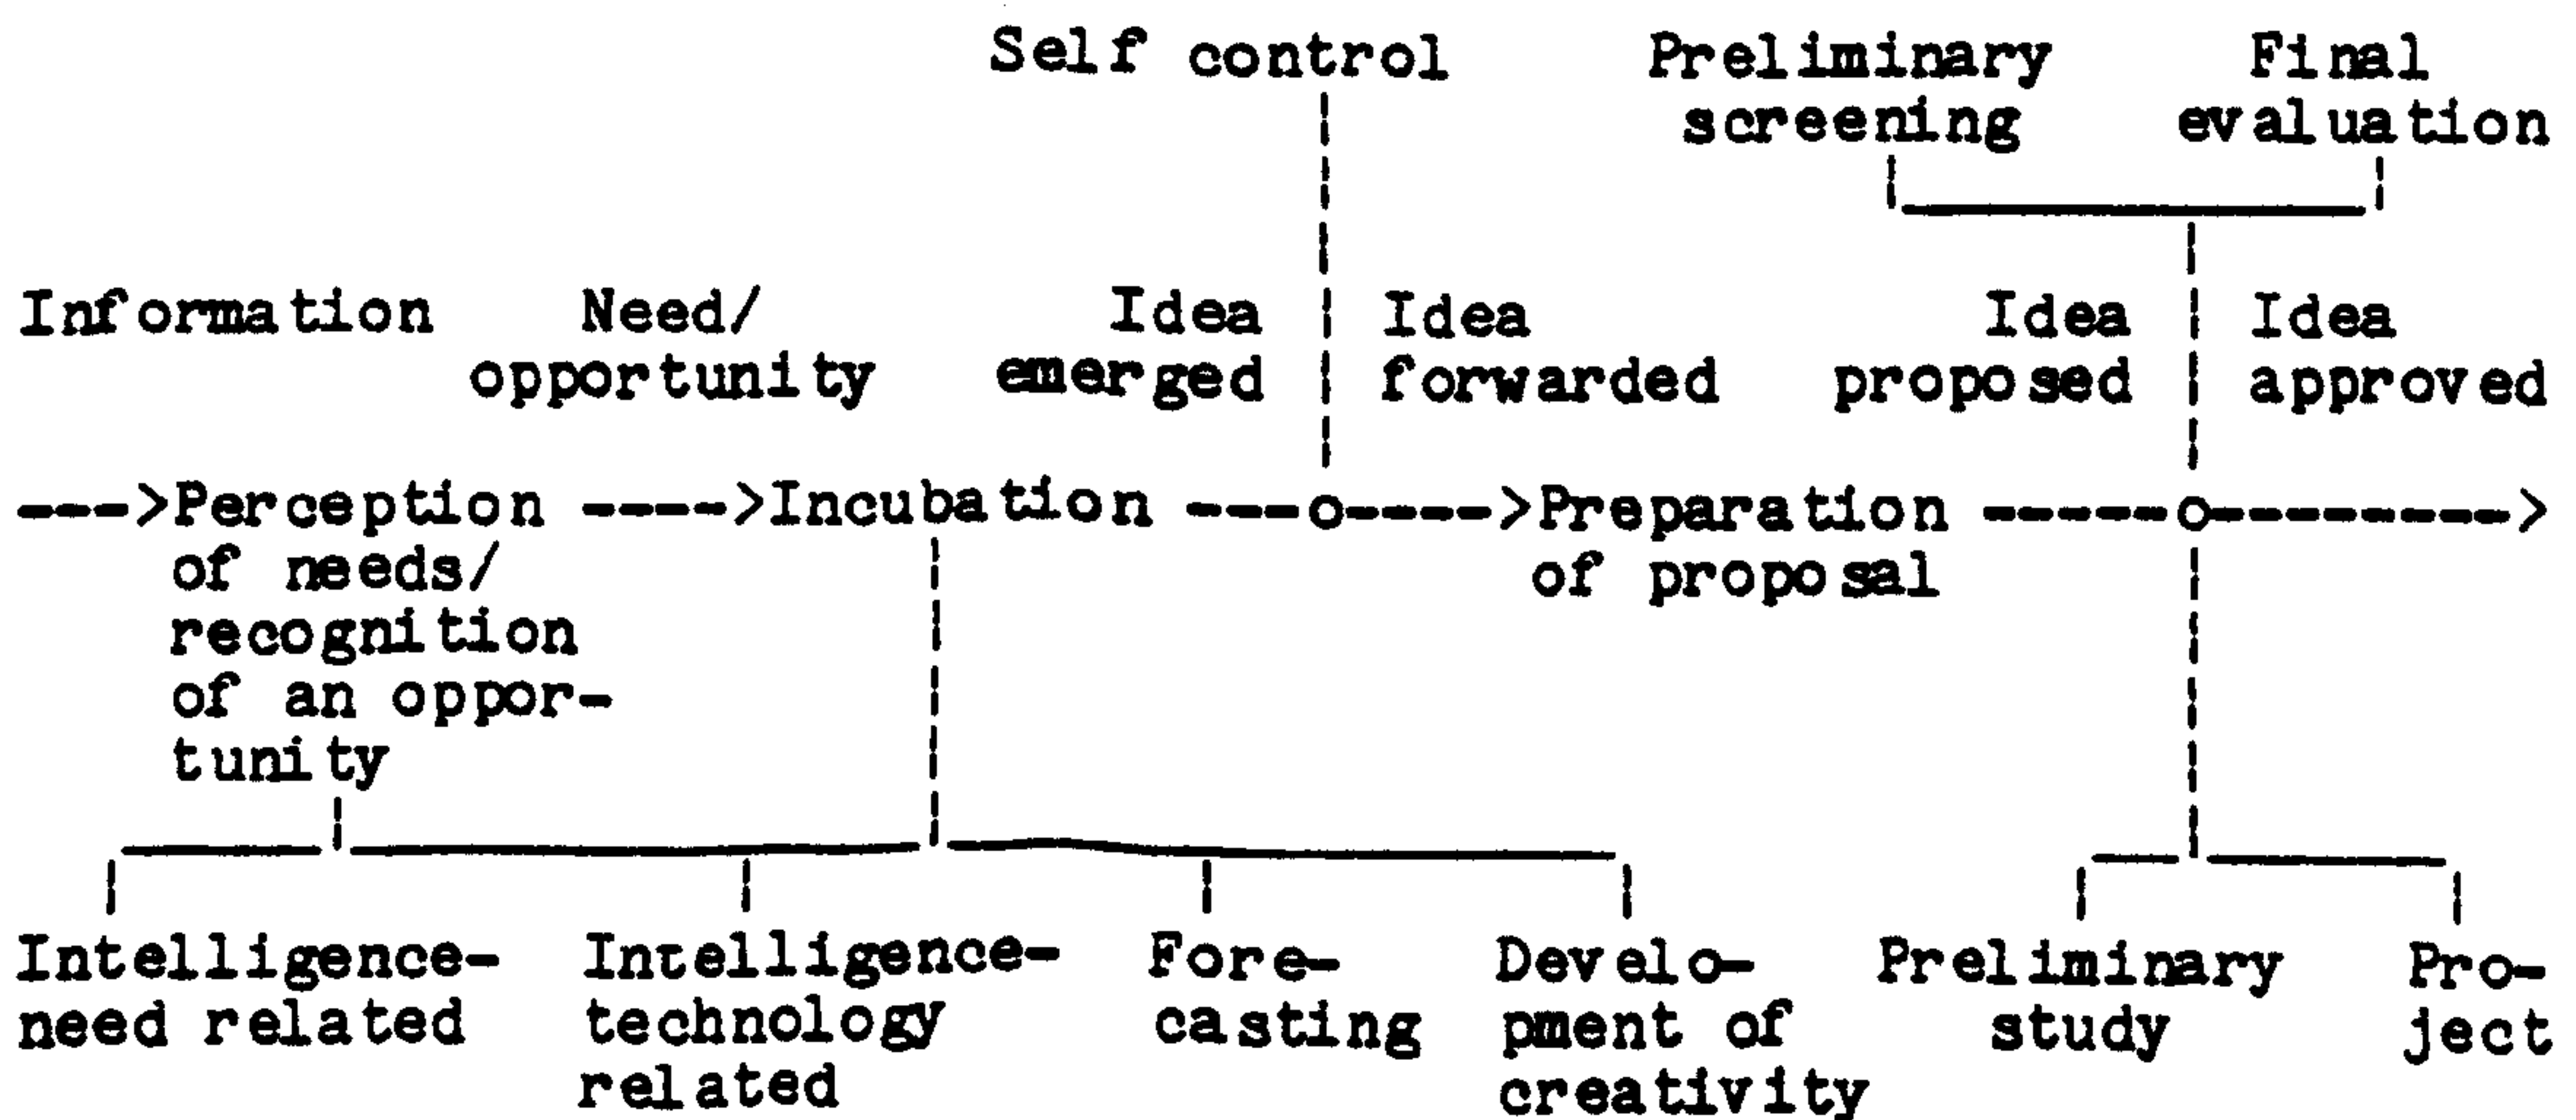 Self control Preliminary Final
screening evaluation
Information Need/ Idea Idea Idea Idea
opportunity emerged forwarded proposed approved
--->Perception ---->Incubation ---o---->Preparation -----o--------->
of needs/ of proposal
recognition
of an oppor-
tunity
Intelligence- Intelligence- Fore- Develo- Preliminary Pro-
need related technology casting pment of study ject
related creativity